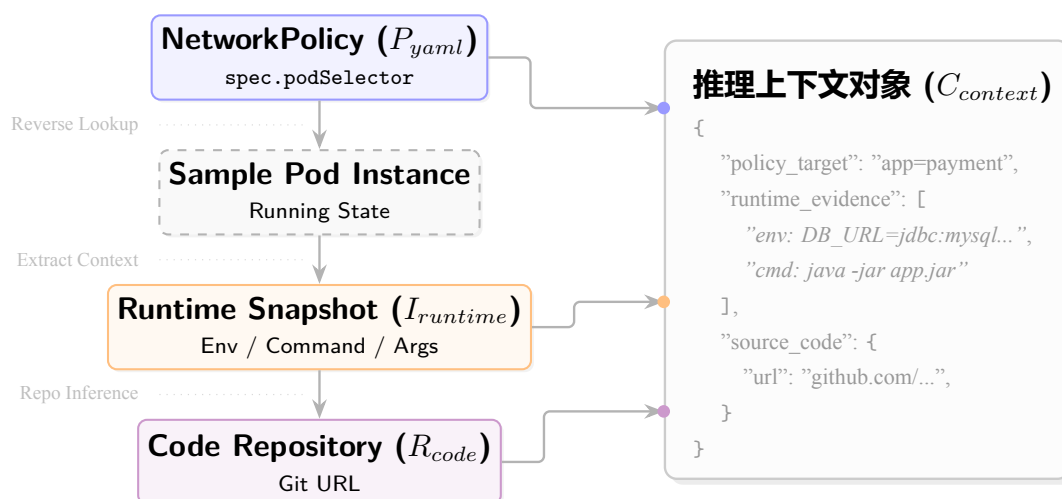 NetworkPolicy (P_yaml)
spec.podSelector
Reverse Lookup
Sample Pod Instance
Running State
Extract Context
Runtime Snapshot (I_runtime)
Env / Command / Args
Repo Inference
Code Repository (R_code)
Git URL
推理上下文对象 (C_context)
{
”policy_target”: ”app=payment”,
”runtime_evidence”: [
”env: DB_URL=jdbc:mysql...”,
”cmd: java -jar app.jar”
],
”source_code”: {
”url”: ”github.com/...”,
}
}